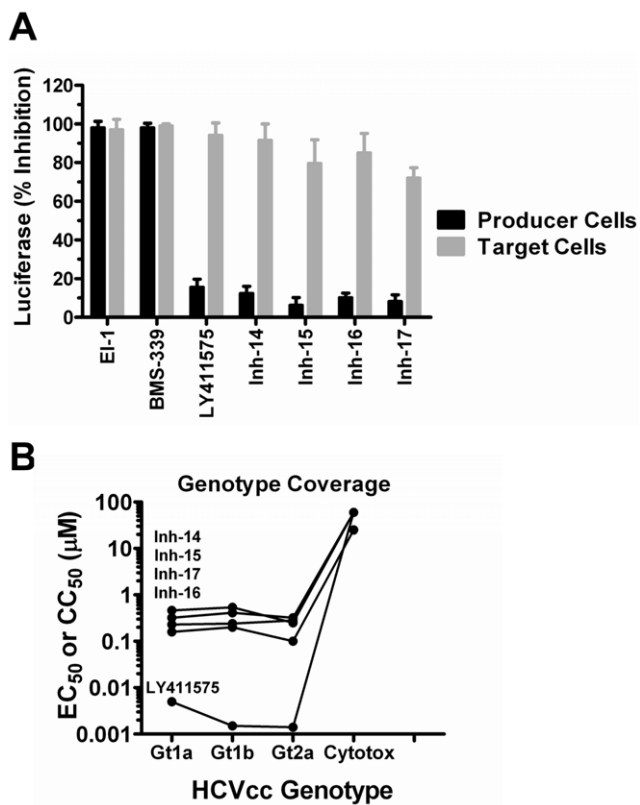 A
Luciferase (% Inhibition)
120
100
80
60
40
20
0
EI-1
BMS-339
LY411575
Inh-14
Inh-15
Inh-16
Inh-17
Producer Cells
Target Cells
B
Genotype Coverage
EC50 or CC50 (μM)
100
10
1
0.1
0.01
0.001
Inh-14
Inh-15
Inh-17
Inh-16
LY411575
Gt1a
Gt1b
Gt2a
Cytotox
HCVcc Genotype